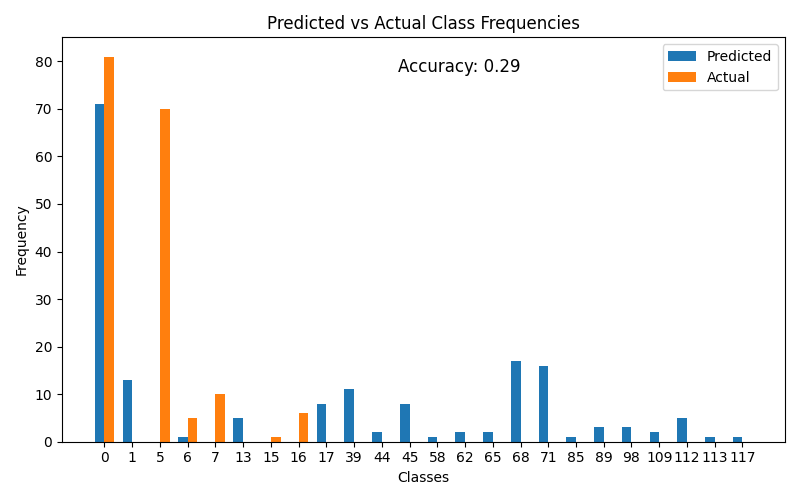 Predicted vs Actual Class Frequencies
Accuracy: 0.29
Predicted
Actual
Frequency
80
70
60
50
40
30
20
10
0
0 1 5 6 7 13 15 16 17 39 44 45 58 62 65 68 71 85 89 98 109 112 113 117
Classes